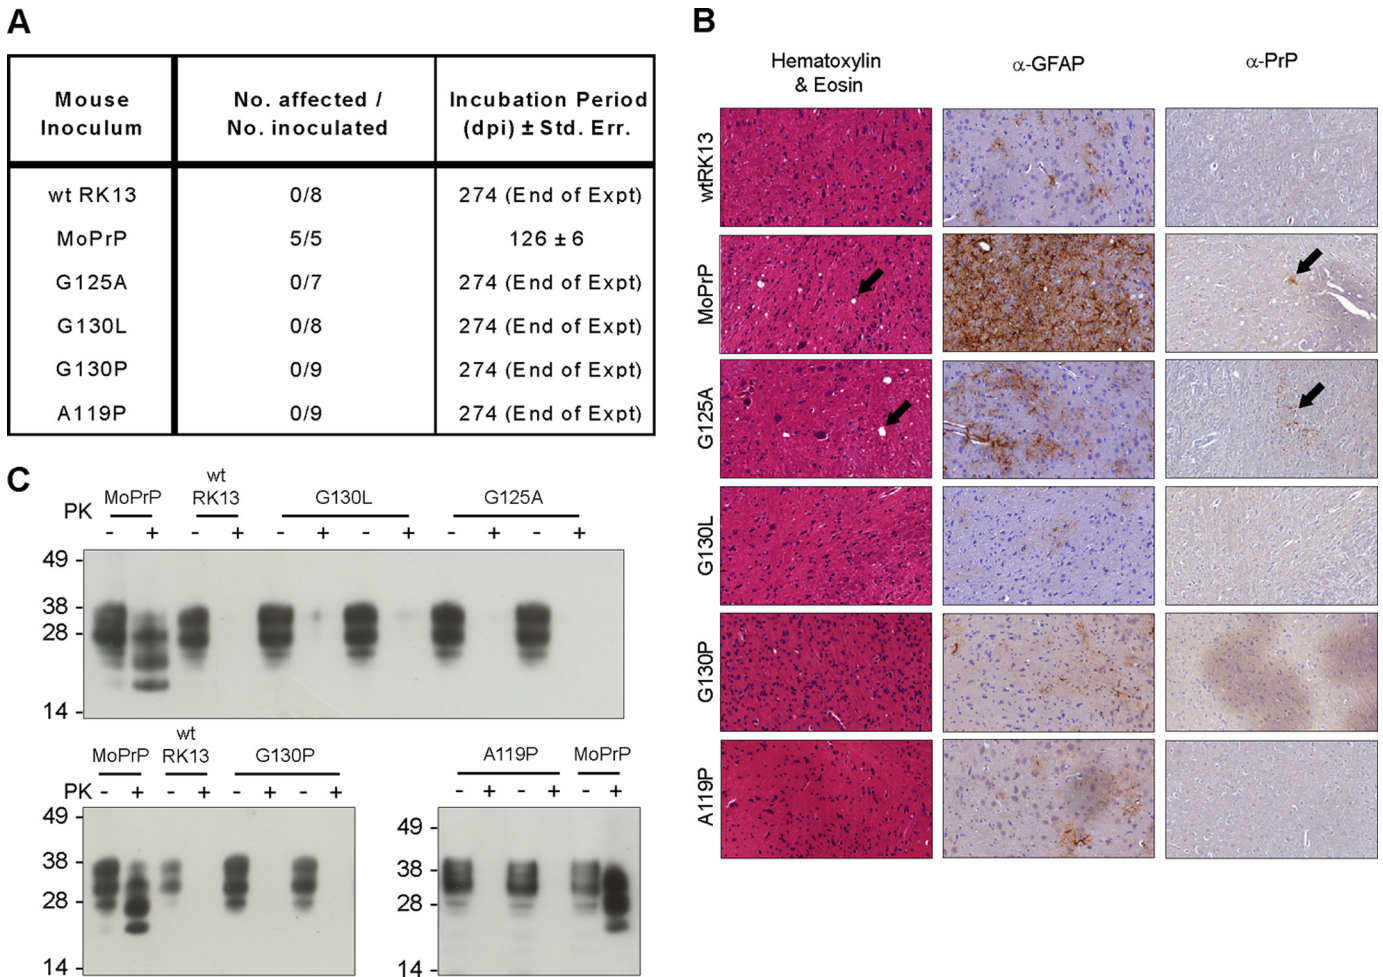 A
Mouse Inoculum | No. affected / No. inoculated | Incubation Period (dpi) ± Std. Err.
wt RK13 | 0/8 | 274 (End of Expt)
MoPrP | 5/5 | 126 ± 6
G125A | 0/7 | 274 (End of Expt)
G130L | 0/8 | 274 (End of Expt)
G130P | 0/9 | 274 (End of Expt)
A119P | 0/9 | 274 (End of Expt)
B
Hematoxylin & Eosin
α-GFAP
α-PrP
wtRK13
MoPrP
G125A
G130L
G130P
A119P
C
MoPrP wt RK13 G130L G125A
PK - + - + - + - + - + - +
49 -
38 -
28 -
14 -
MoPrP wt RK13 G130P
PK - + - + - + - +
49 -
38 -
28 -
14 -
A119P MoPrP
- + - + - +
49 -
38 -
28 -
14 -